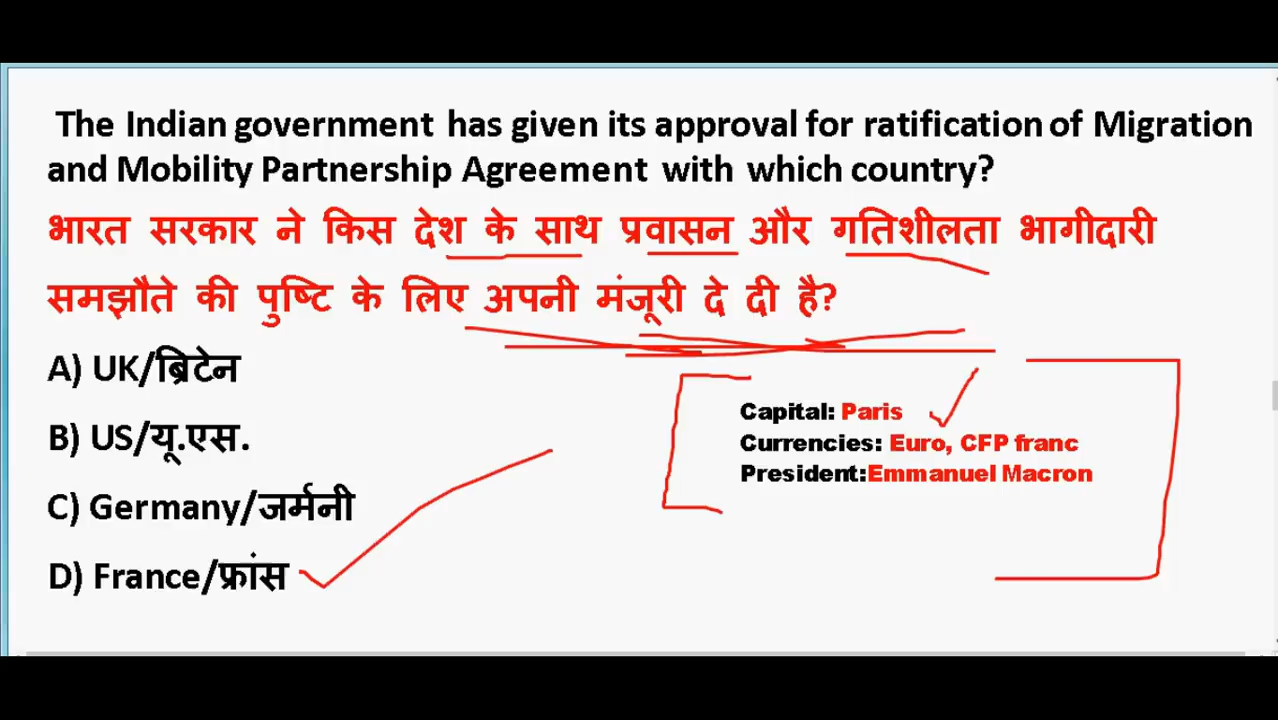 The Indian government has given its approval for ratification of Migration
and Mobility Partnership Agreement with which country?
भारत सरकार ने किस देश के साथ प्रवासन और गतिशीलता भागीदारी
समझौते की पुष्टि के लिए अपनी मंजूरी दे दी है?
A) UK/ब्रिटेन
B) US/यू.एस.
C) Germany/जर्मनी
D) France/फ्रांस
Capital: Paris
Currencies: Euro, CFP franc
President:Emmanuel Macron